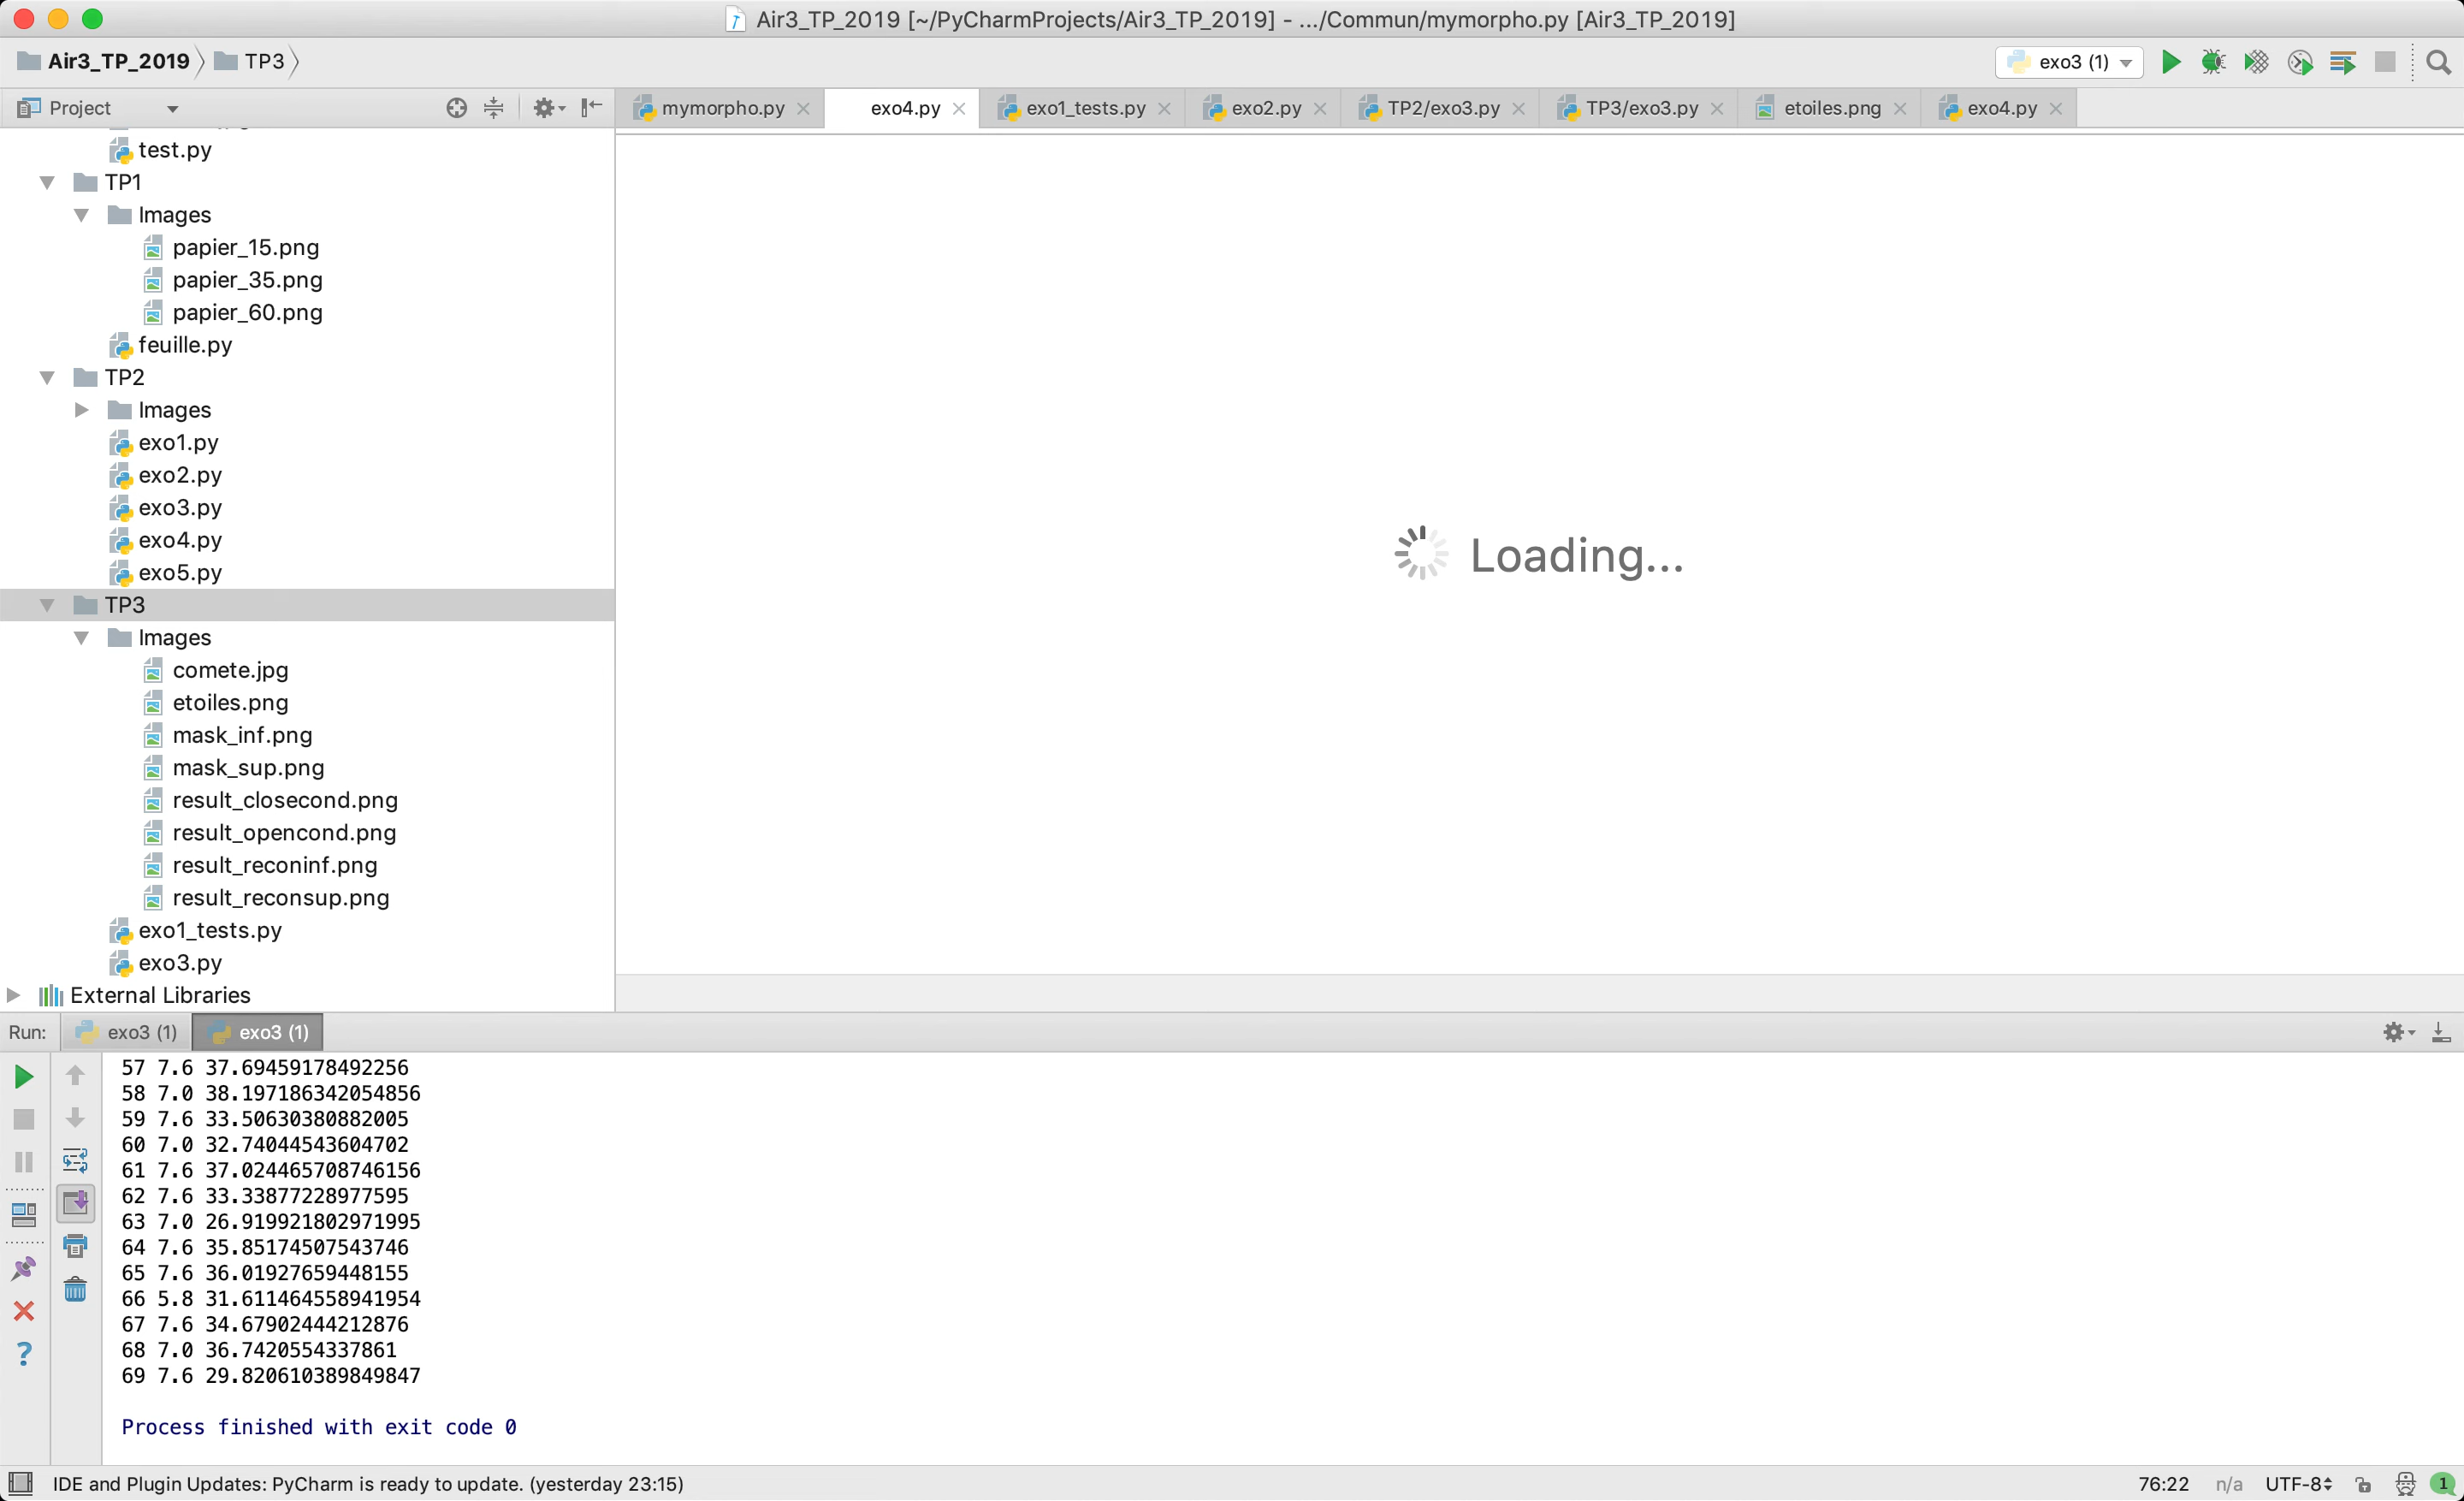 Air3_TP_2019 [~/PyCharmProjects/Air3_TP_2019] - .../Commun/mymorpho.py [Air3_TP_2019]
Air3_TP_2019 TP3
exo3 (1)
Project
mymorpho.py exo4.py exo1_tests.py exo2.py TP2/exo3.py TP3/exo3.py etoiles.png exo4.py
test.py
TP1
Images
papier_15.png
papier_35.png
papier_60.png
feuille.py
TP2
Images
exo1.py
exo2.py
exo3.py
exo4.py
exo5.py
TP3
Images
comete.jpg
etoiles.png
mask_inf.png
mask_sup.png
result_closecond.png
result_opencond.png
result_reconinf.png
result_reconsup.png
exo1_tests.py
exo3.py
External Libraries
Loading...
Run: exo3 (1) exo3 (1)
57 7.6 37.69459178492256
58 7.0 38.197186342054856
59 7.6 33.50630380882005
60 7.0 32.74044543604702
61 7.6 37.024465708746156
62 7.6 33.33877228977595
63 7.0 26.919921802971995
64 7.6 35.85174507543746
65 7.6 36.01927659448155
66 5.8 31.611464558941954
67 7.6 34.67902444212876
68 7.0 36.7420554337861
69 7.6 29.820610389849847
Process finished with exit code 0
IDE and Plugin Updates: PyCharm is ready to update. (yesterday 23:15)
76:22 n/a UTF-8 1